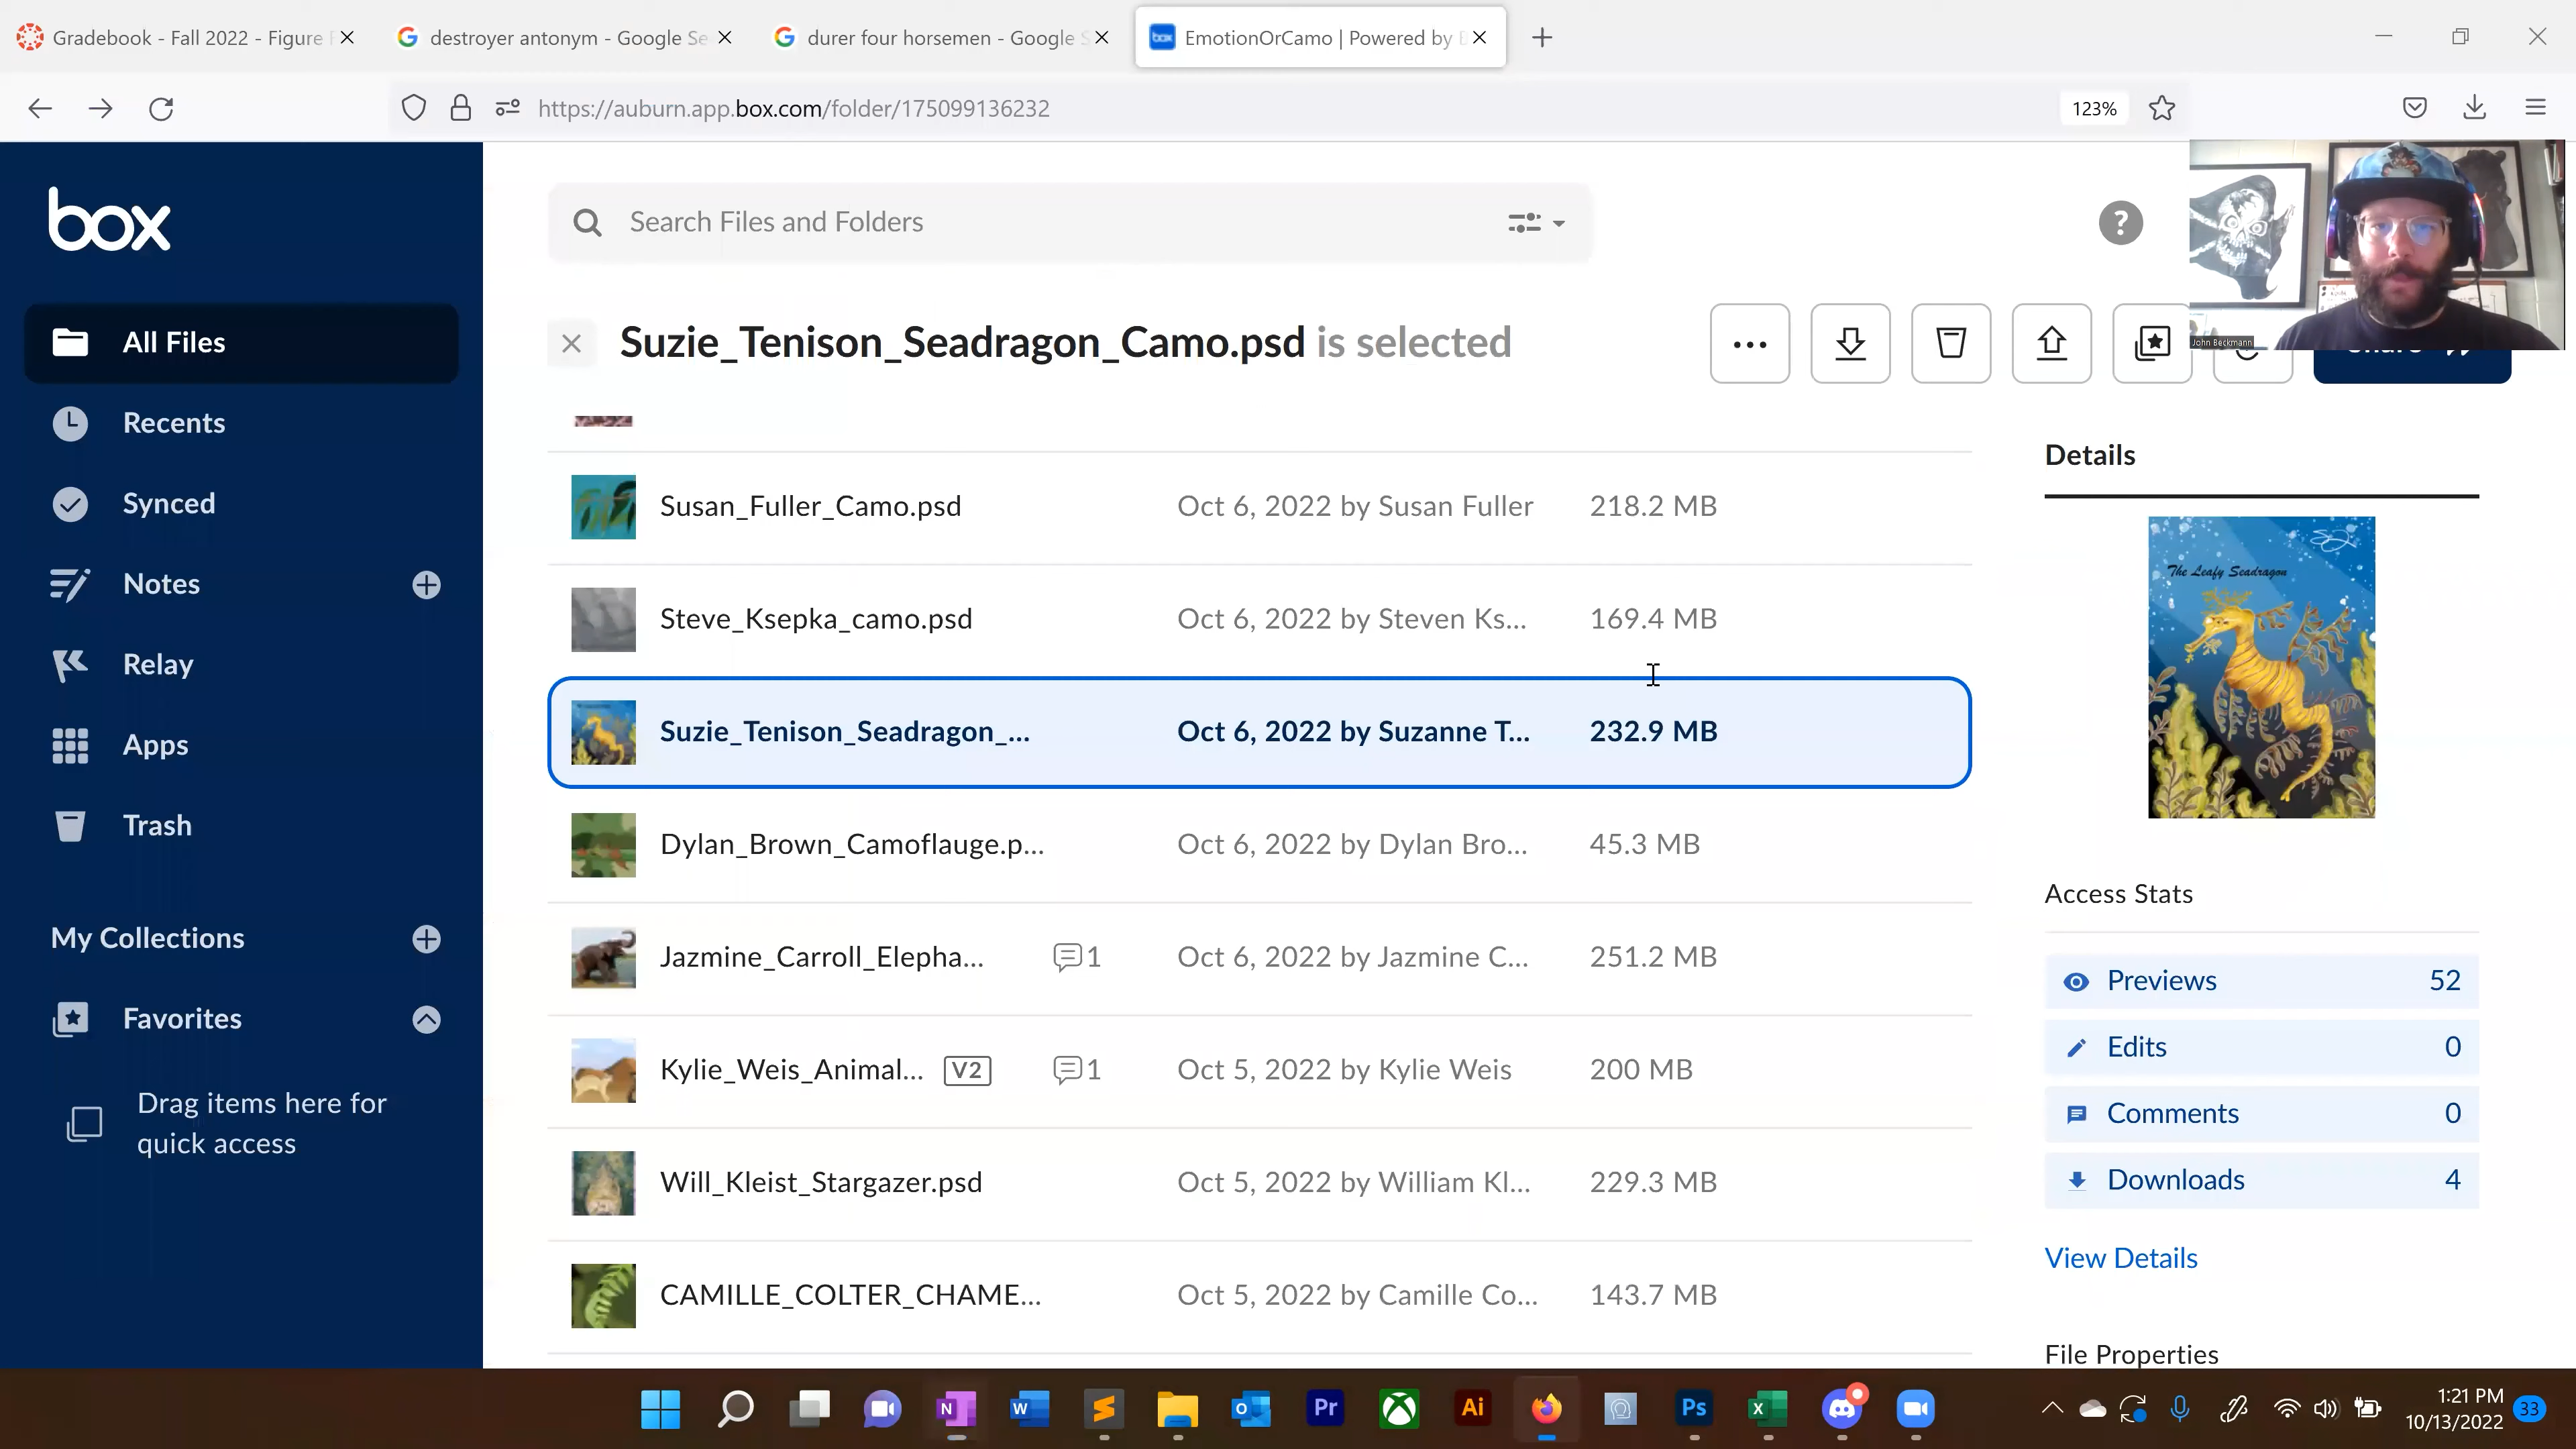 Gradebook - Fall 2022 - Figure
destroyer antonym - Google Se
durer four horsemen - Google S
EmotionOrCamo | Powered by B
https://auburn.app.box.com/folder/175099136232
123%
box
Search Files and Folders
?
John Beckmann
All Files
Recents
Synced
Notes
Relay
Apps
Trash
My Collections
Favorites
Drag items here for
quick access
Suzie_Tenison_Seadragon_Camo.psd is selected
Share
Susan_Fuller_Camo.psd Oct 6, 2022 by Susan Fuller 218.2 MB
Steve_Ksepka_camo.psd Oct 6, 2022 by Steven Ks... 169.4 MB
Suzie_Tenison_Seadragon_... Oct 6, 2022 by Suzanne T... 232.9 MB
Dylan_Brown_Camoflauge.p... Oct 6, 2022 by Dylan Bro... 45.3 MB
Jazmine_Carroll_Elepha... 1 Oct 6, 2022 by Jazmine C... 251.2 MB
Kylie_Weis_Animal... V2 1 Oct 5, 2022 by Kylie Weis 200 MB
Will_Kleist_Stargazer.psd Oct 5, 2022 by William Kl... 229.3 MB
CAMILLE_COLTER_CHAME... Oct 5, 2022 by Camille Co... 143.7 MB
Details
The Leafy Seadragon
Access Stats
Previews 52
Edits 0
Comments 0
Downloads 4
View Details
File Properties
N
W
O
Pr
Ai
Ps
X
1:21 PM
10/13/2022
33